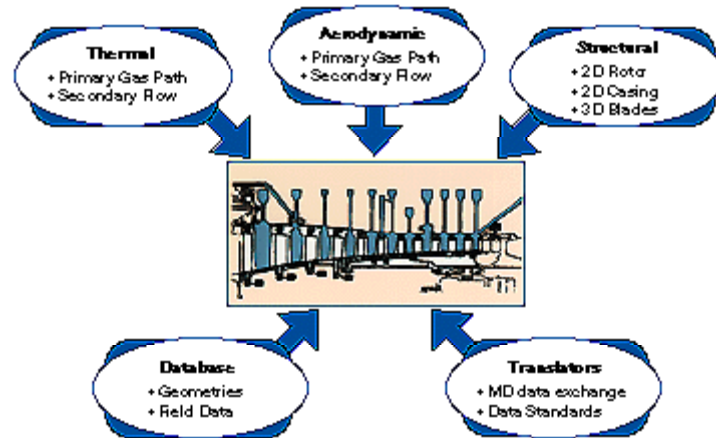 Thermal
+ Primary Gas Path
+ Secondary Flow
Aerodynamic
+ Primary Gas Path
+ Secondary Flow
Structural
+ 2D Rotor
+ 2D Casing
+ 3D Blades
Database
+ Geometries
+ Field Data
Translators
+ MD data exchange
+ Data Standards